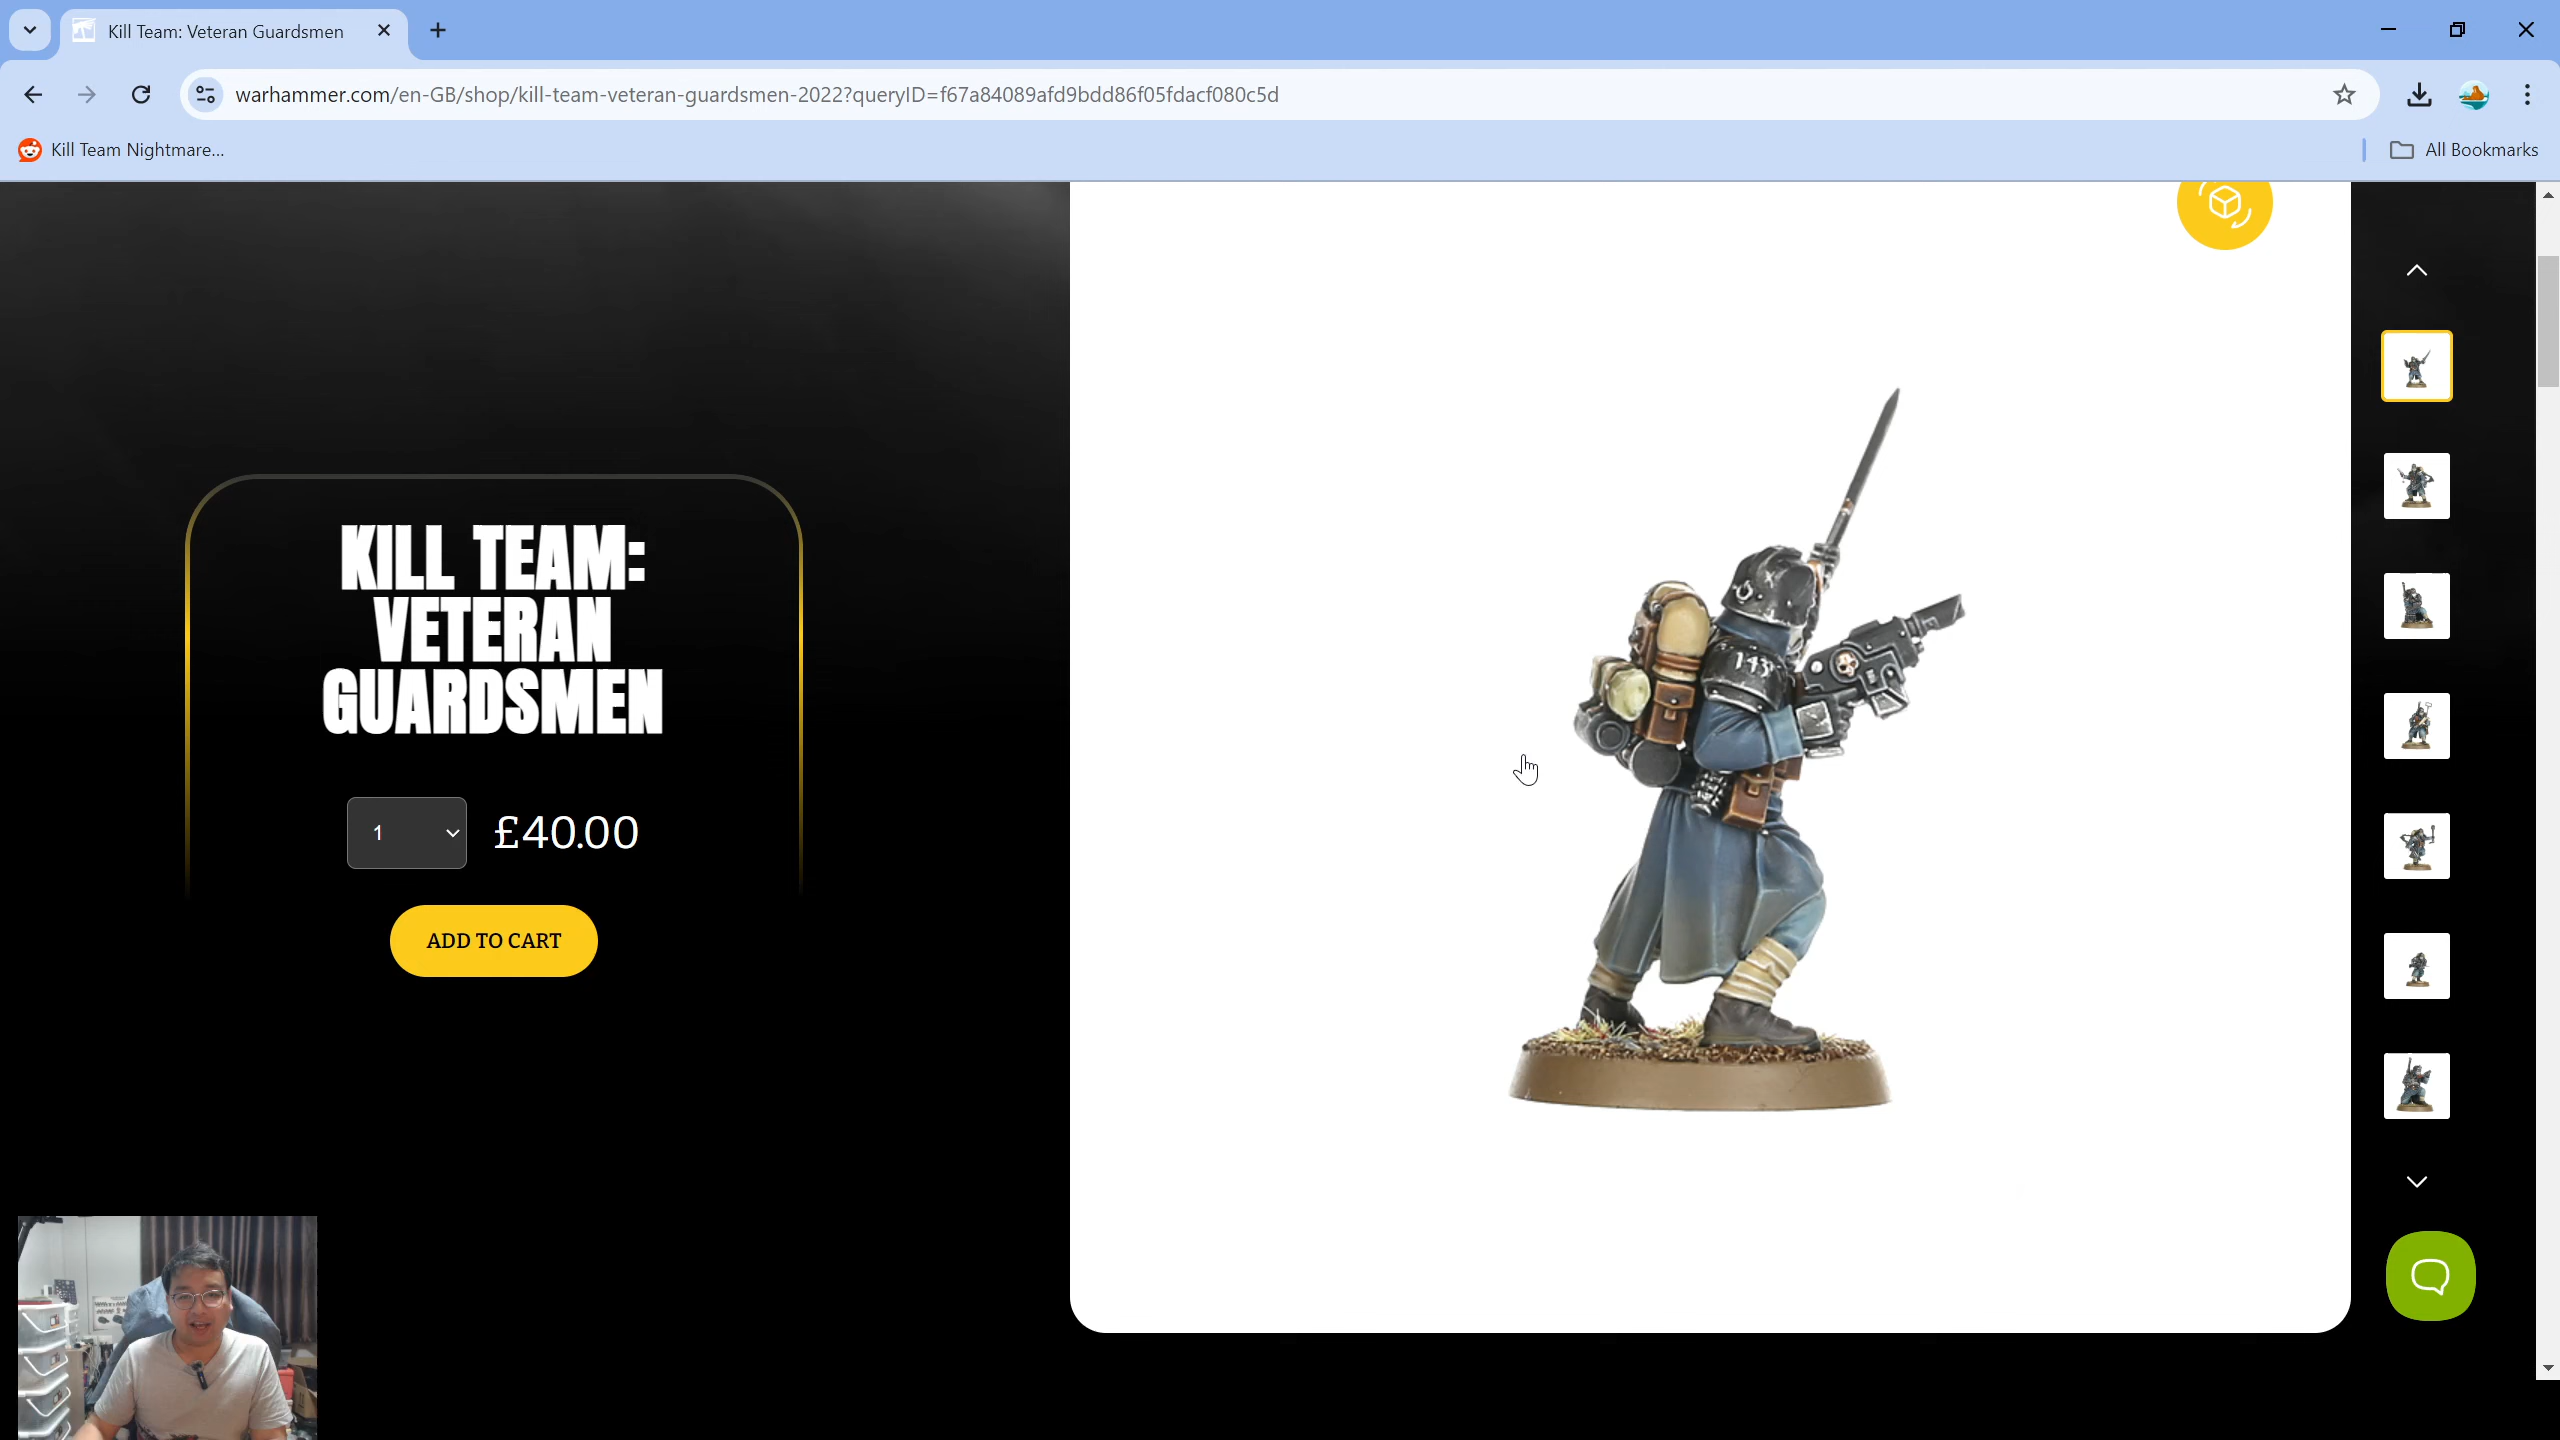 Kill Team: Veteran Guardsmen
warhammer.com/en-GB/shop/kill-team-veteran-guardsmen-2022?queryID=f67a84089afd9bdd86f05fdacf080c5d
Kill Team Nightmare...
All Bookmarks
KILL TEAM:
VETERAN
GUARDSMEN
1
£40.00
ADD TO CART
143